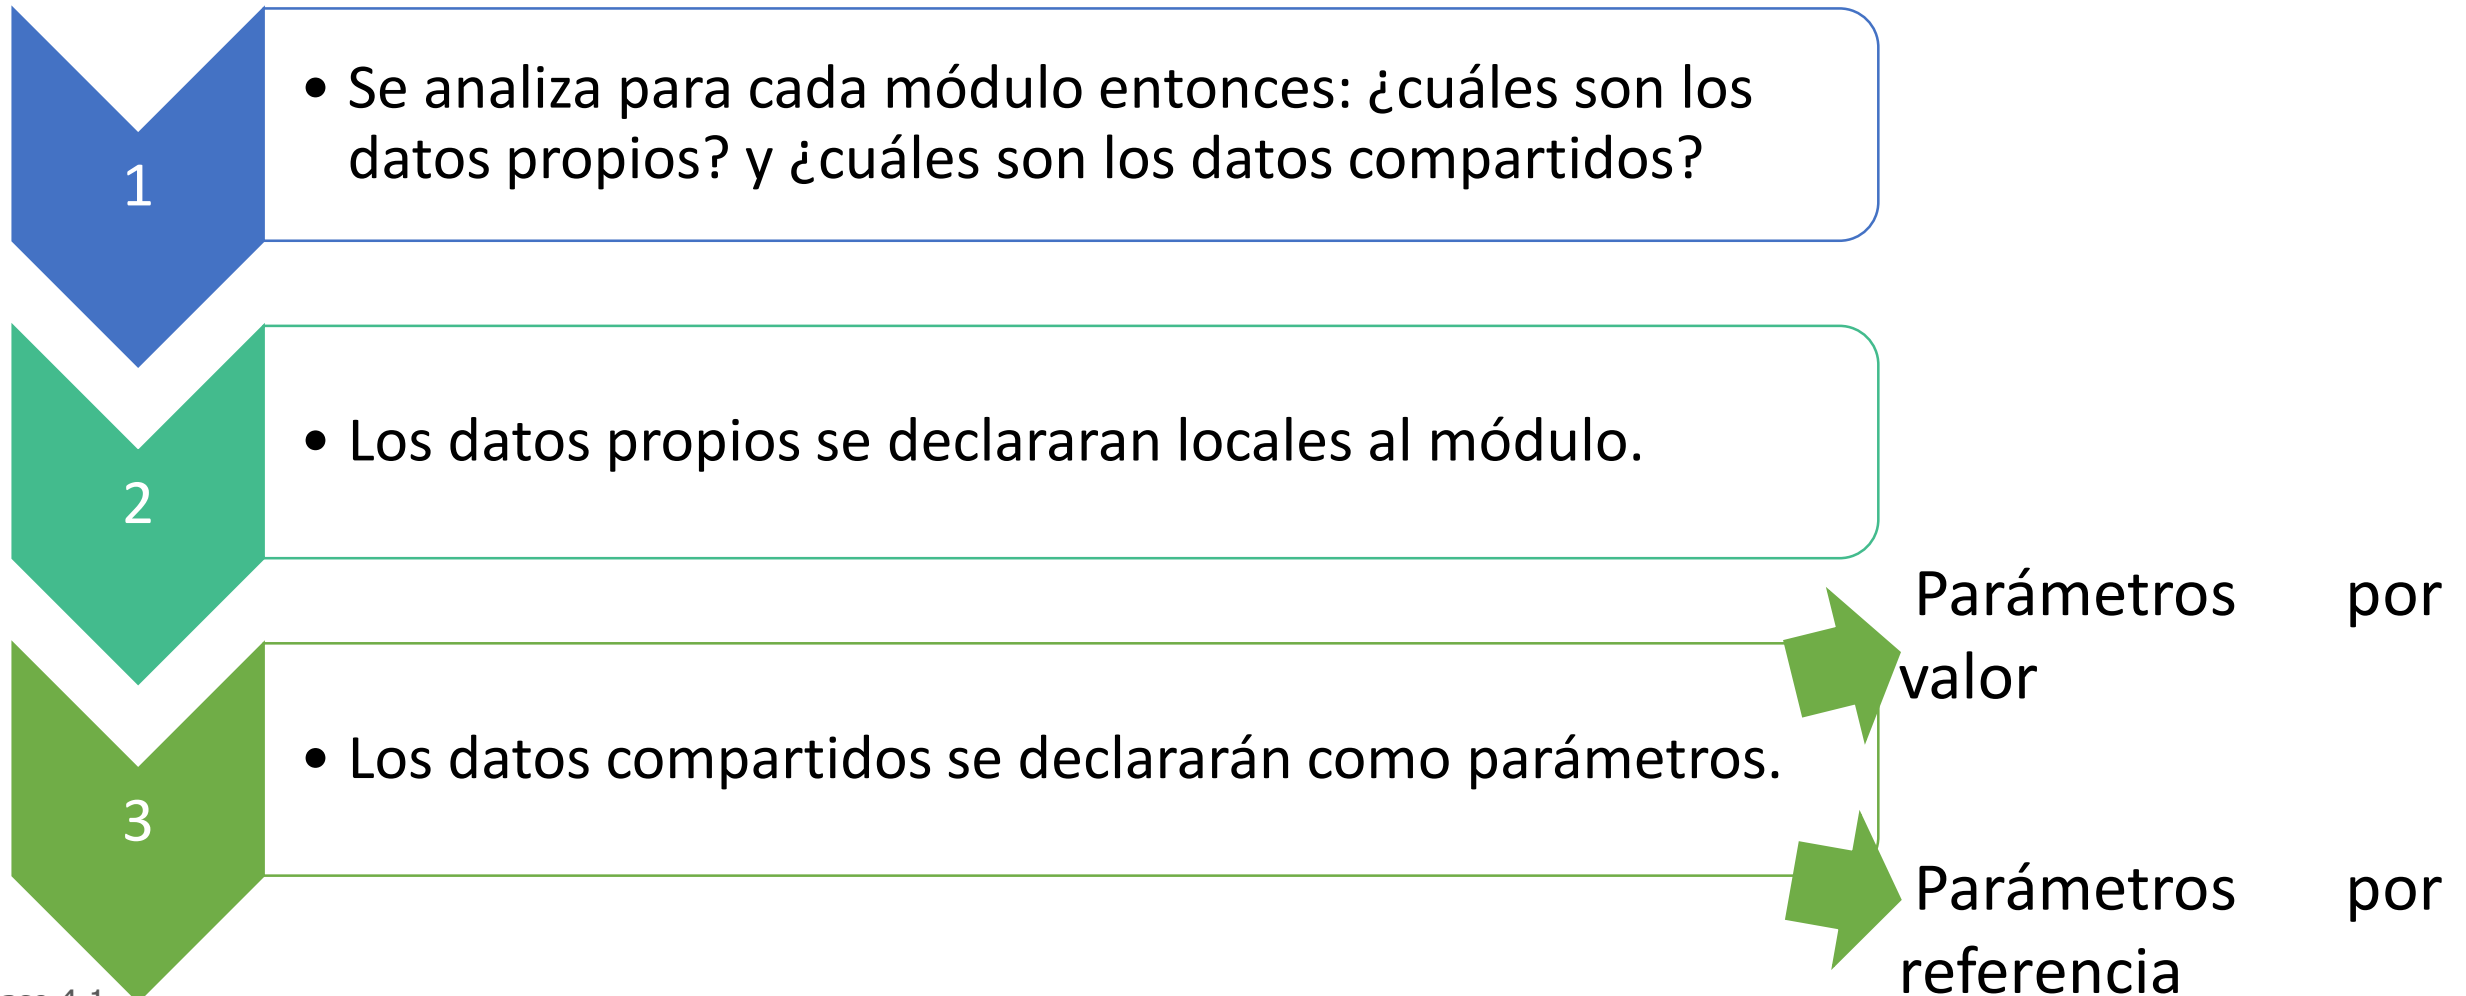 1
• Se analiza para cada módulo entonces: ¿cuáles son los
datos propios? y ¿cuáles son los datos compartidos?
2
• Los datos propios se declararan locales al módulo.
3
• Los datos compartidos se declararán como parámetros.
Parámetros por
valor
Parámetros por
referencia